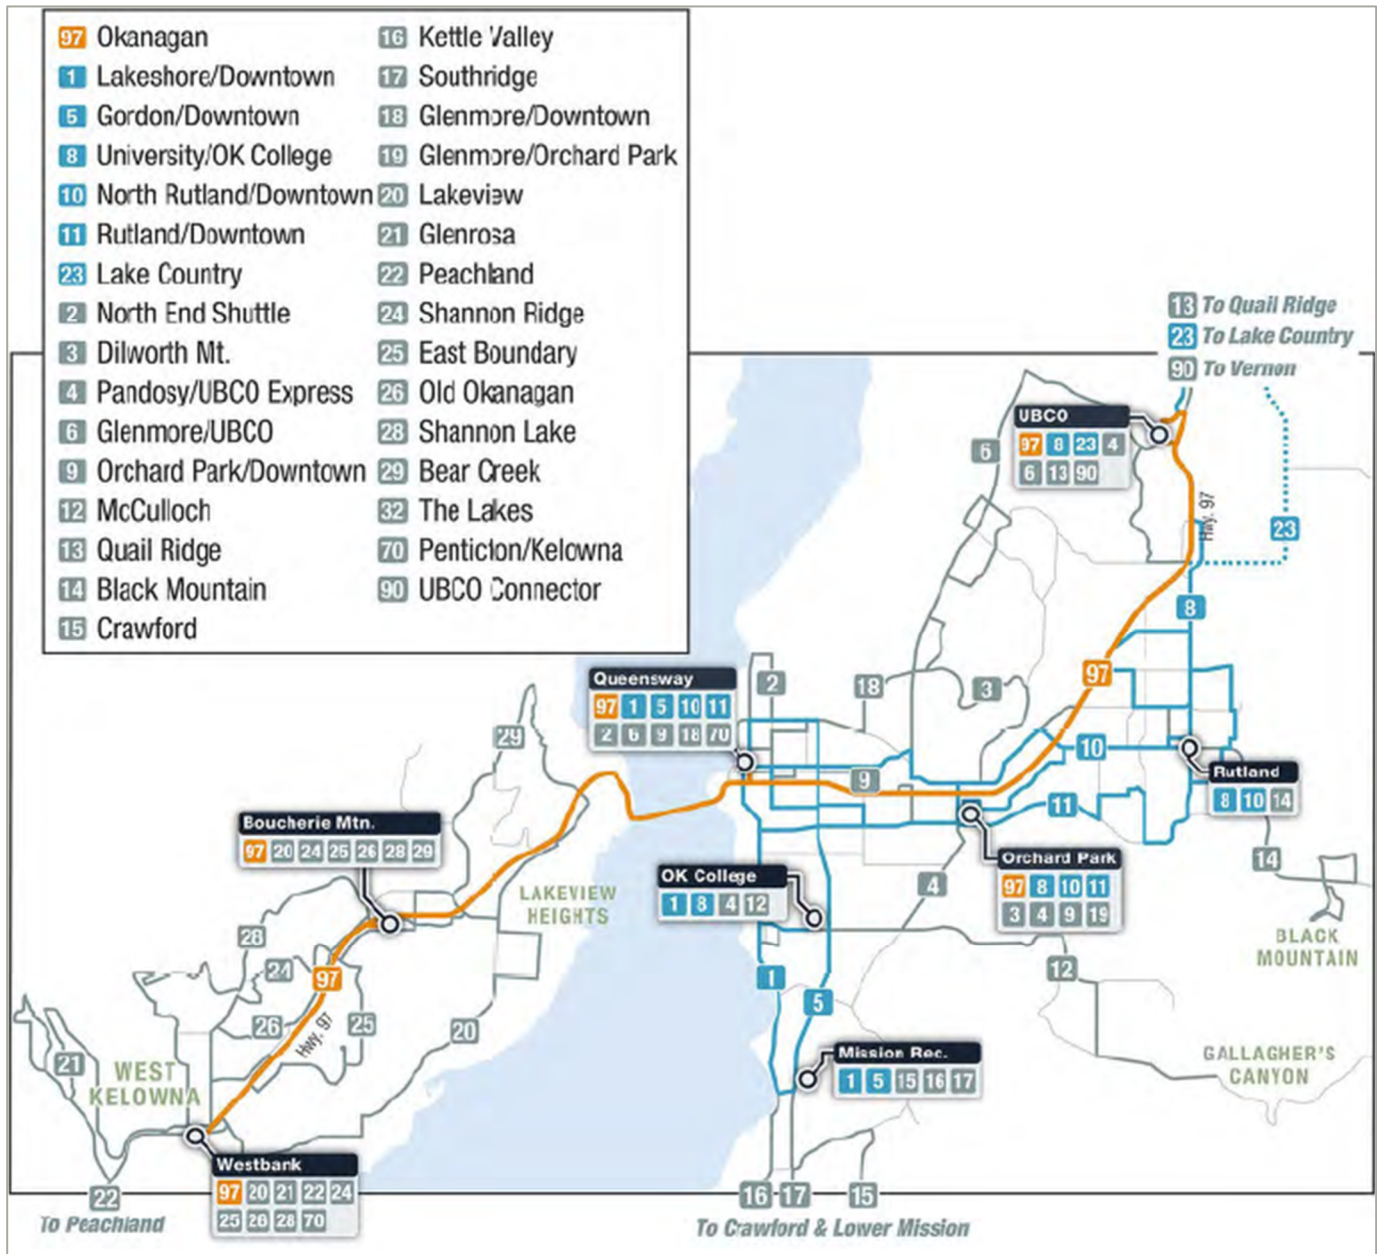 97 Okanagan
1 Lakeshore/Downtown
5 Gordon/Downtown
8 University/OK College
10 North Rutland/Downtown
11 Rutland/Downtown
23 Lake Country
2 North End Shuttle
3 Dilworth Mt.
4 Pandosy/UBCO Express
6 Glenmore/UBCO
9 Orchard Park/Downtown
12 McCulloch
13 Quail Ridge
14 Black Mountain
15 Crawford
16 Kettle Valley
17 Southridge
18 Glenmore/Downtown
19 Glenmore/Orchard Park
20 Lakeview
21 Glenrosa
22 Peachland
24 Shannon Ridge
25 East Boundary
26 Old Okanagan
28 Shannon Lake
29 Bear Creek
32 The Lakes
70 Penticton/Kelowna
90 UBCO Connector
13 To Quail Ridge
23 To Lake Country
90 To Vernon
UBCO
97 8 23 4
6 13 90
6
Hwy. 97
23
8
97
Queensway
97 1 5 10 11
2 6 9 18 70
2
18
3
29
9
10
Rutland
8 10 14
11
Boucherie Mtn.
97 20 24 25 26 28 29
Orchard Park
97 8 10 11
3 4 9 19
14
OK College
1 8 4 12
4
LAKEVIEW
HEIGHTS
BLACK
MOUNTAIN
28
24
97
12
1
5
26
25
20
Hwy. 97
21
WEST
KELOWNA
Mission Rec.
1 5 15 16 17
GALLAGHER'S
CANYON
Westbank
97 20 21 22 24
25 26 28 70
22
To Peachland
16 17 15
To Crawford & Lower Mission